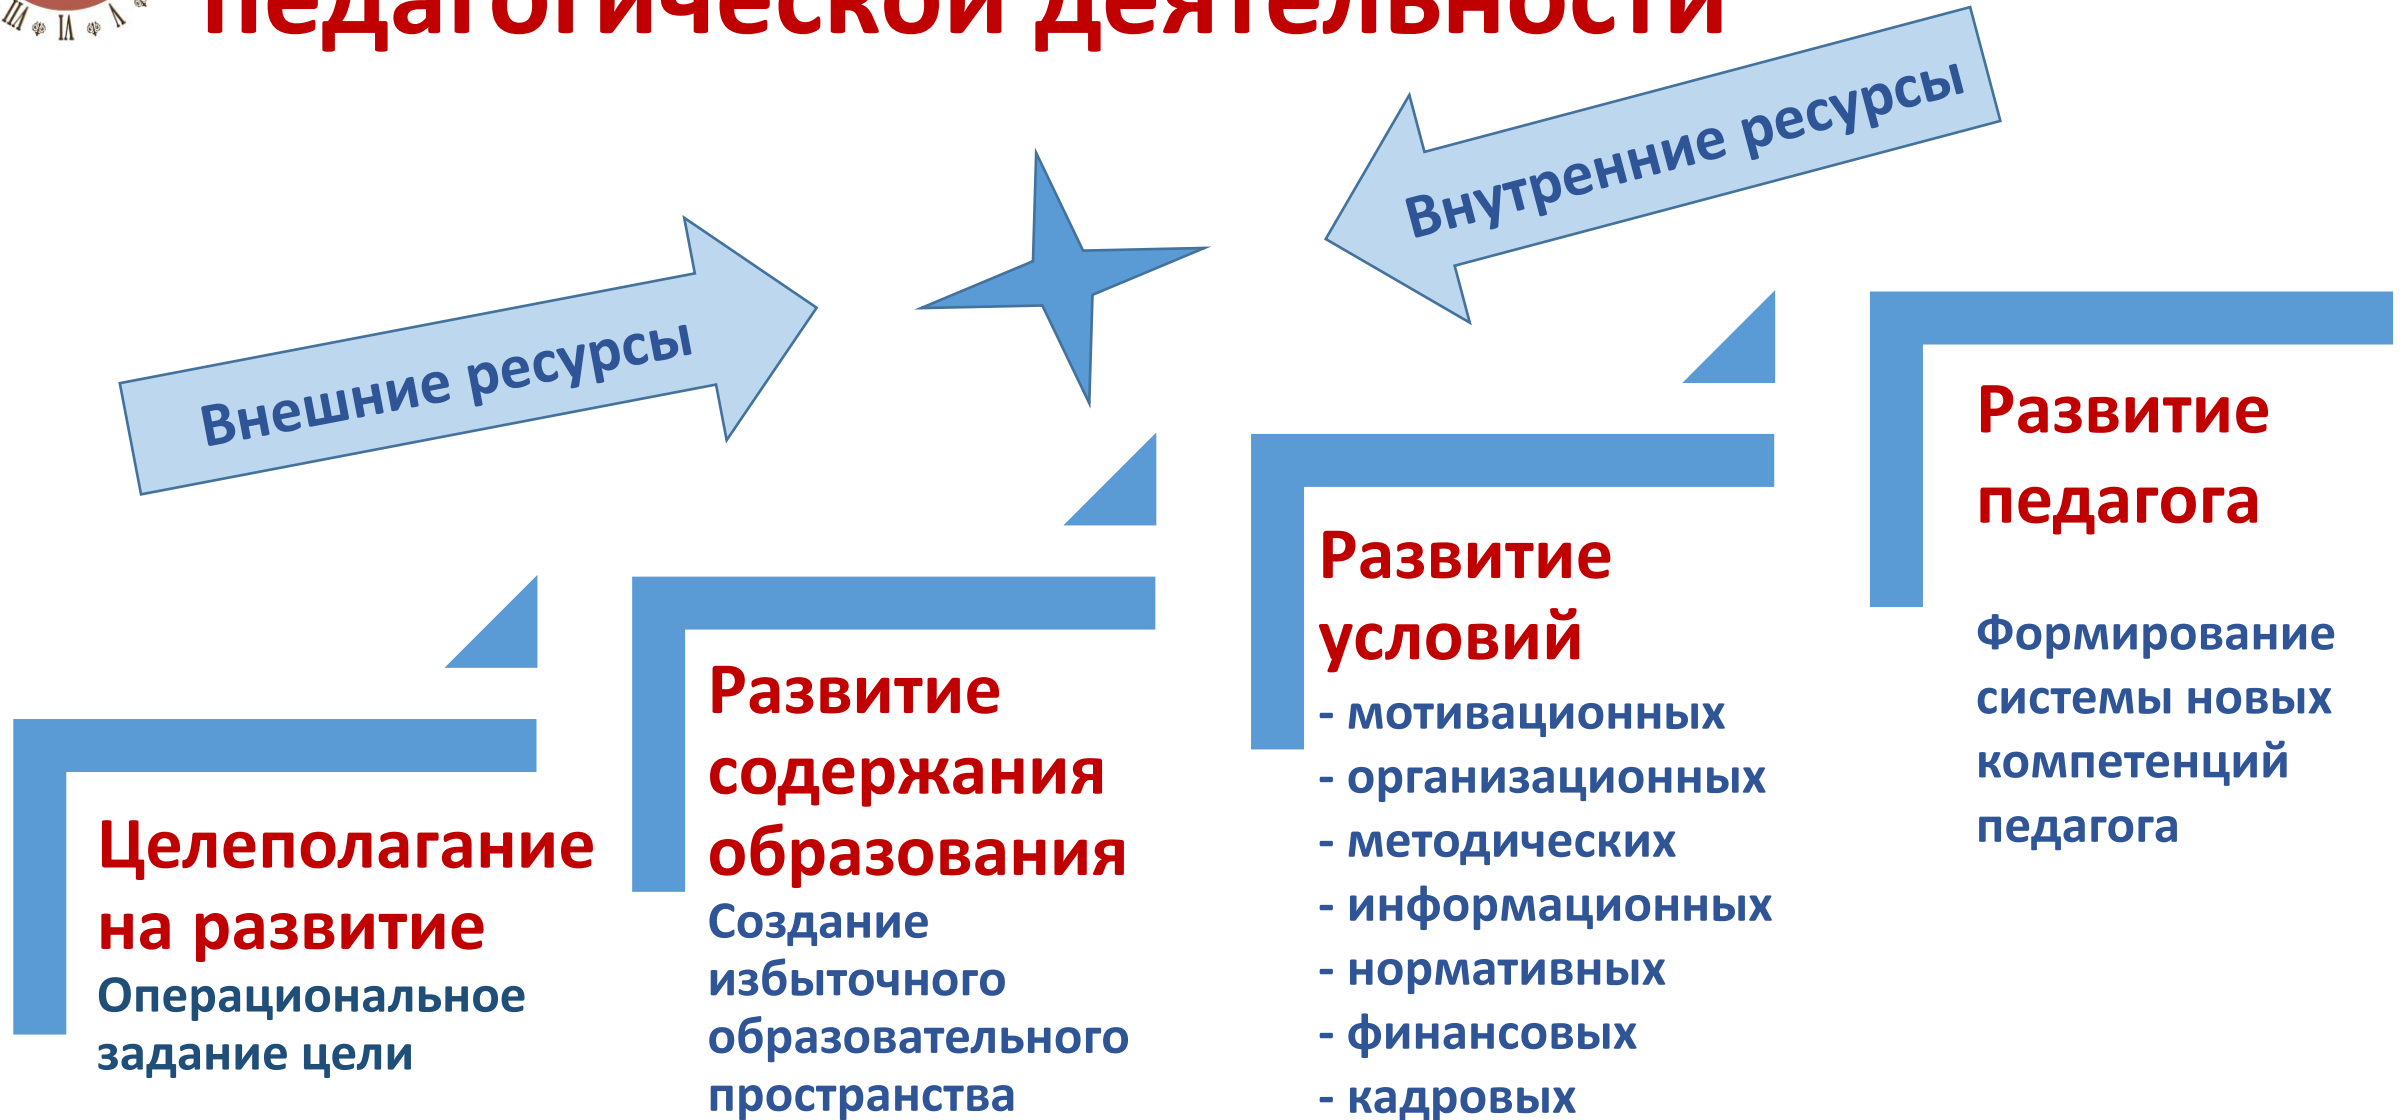 педагогической деятельности
Внутренние ресурсы
Внешние ресурсы
Целеполагание
на развитие
Операциональное
задание цели
Развитие
содержания
образования
Создание
избыточного
образовательного
пространства
Развитие
условий
- мотивационных
- организационных
- методических
- информационных
- нормативных
- финансовых
- кадровых
Развитие
педагога
Формирование
системы новых
компетенций
педагога